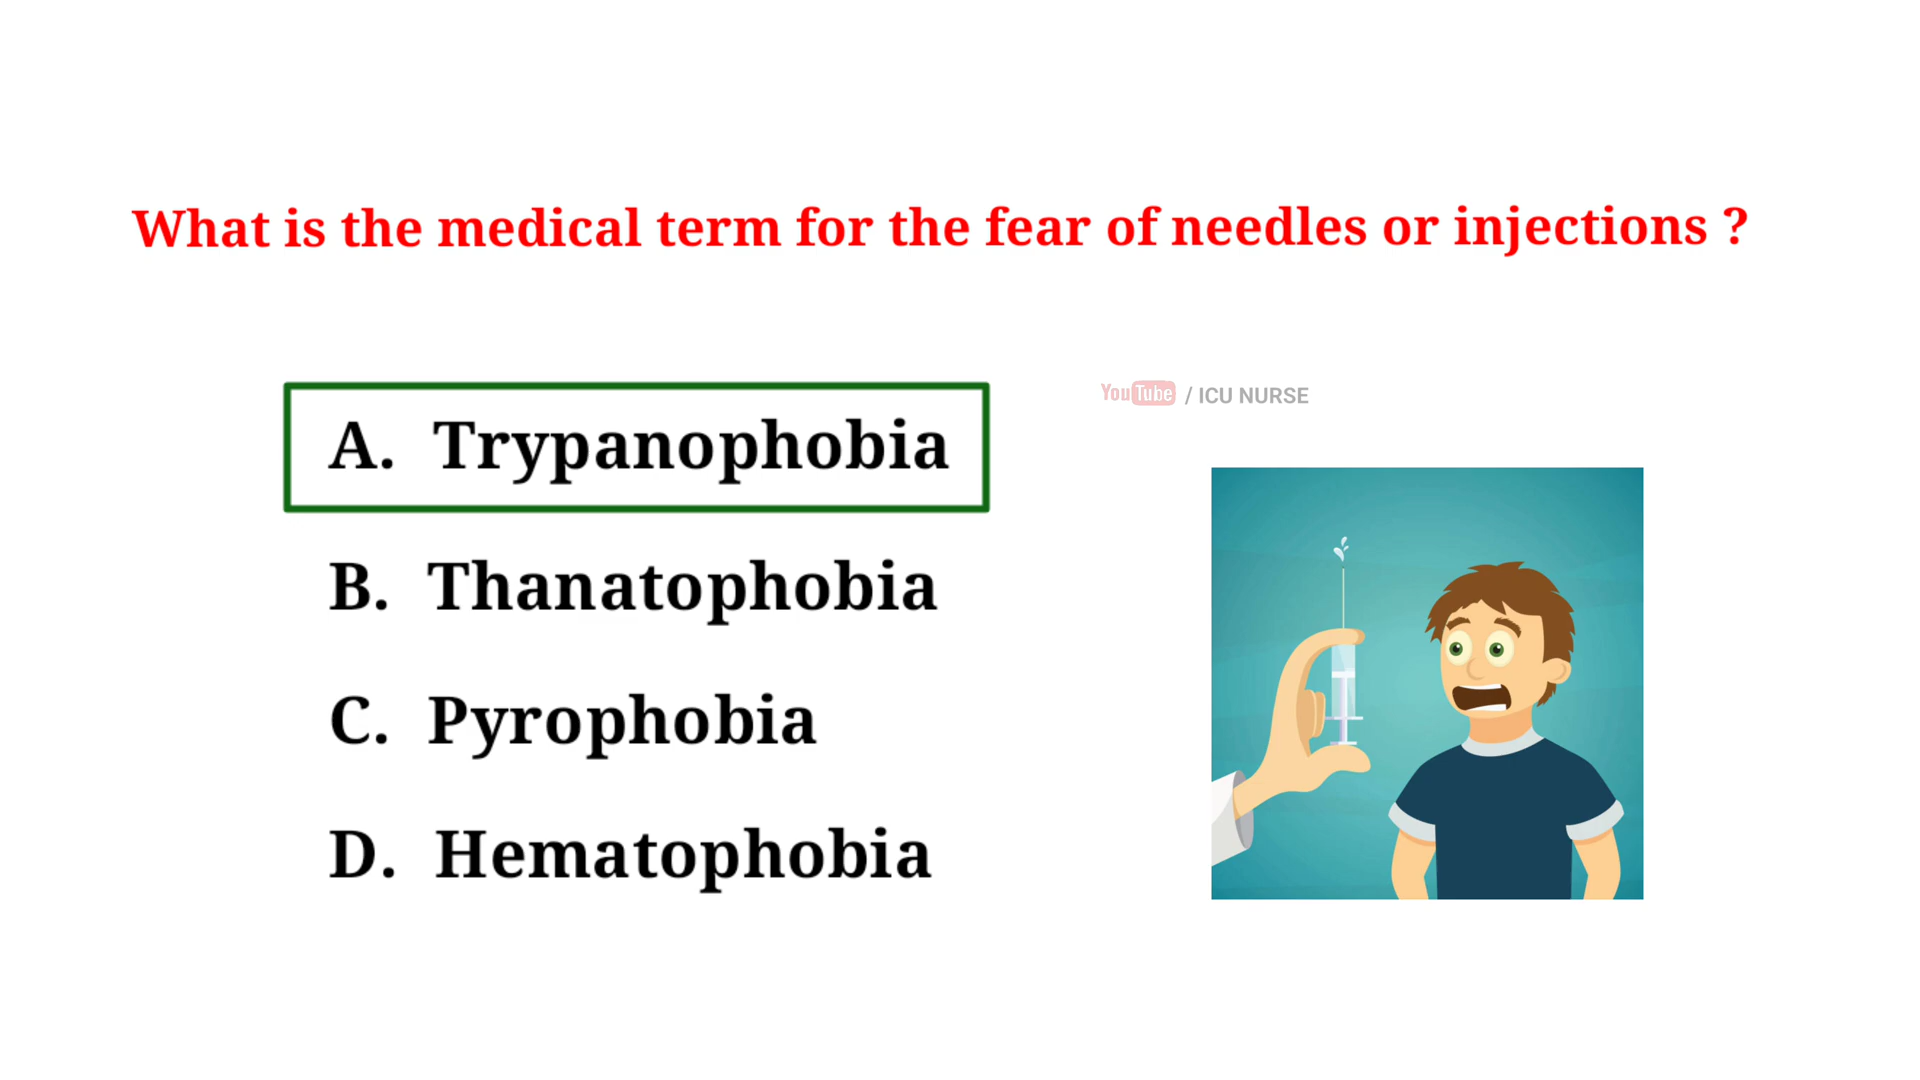 What is the medical term for the fear of needles or injections ?
A. Trypanophobia
YouTube / ICU NURSE
B. Thanatophobia
C. Pyrophobia
D. Hematophobia